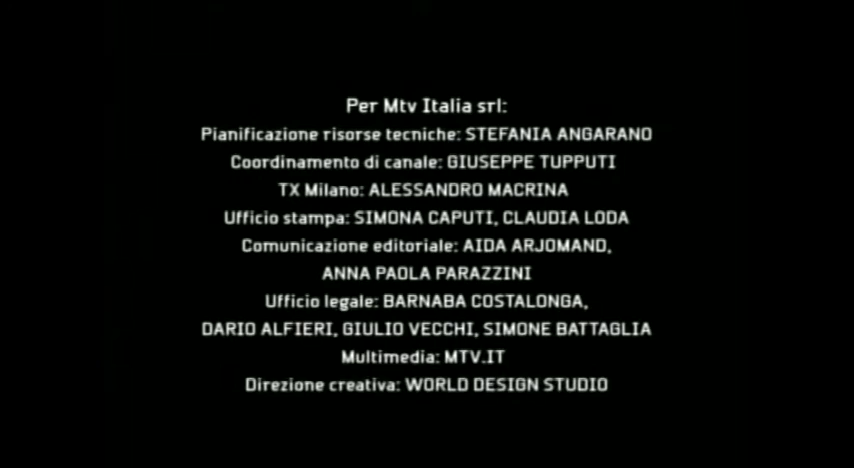 Per Mtv Italia srl:
Pianificazione risorse tecniche: STEFANIA ANGARANO
Coordinamento di canale: GIUSEPPE TUPPUTI
TX Milano: ALESSANDRO MACRINA
Ufficio stampa: SIMONA CAPUTI, CLAUDIA LODA
Comunicazione editoriale: AIDA ARJOMAND,
ANNA PAOLA PARAZZINI
Ufficio legale: BARNABA COSTALONGA,
DARIO ALFIERI, GIULIO VECCHI, SIMONE BATTAGLIA
Multimedia: MTV.IT
Direzione creativa: WORLD DESIGN STUDIO